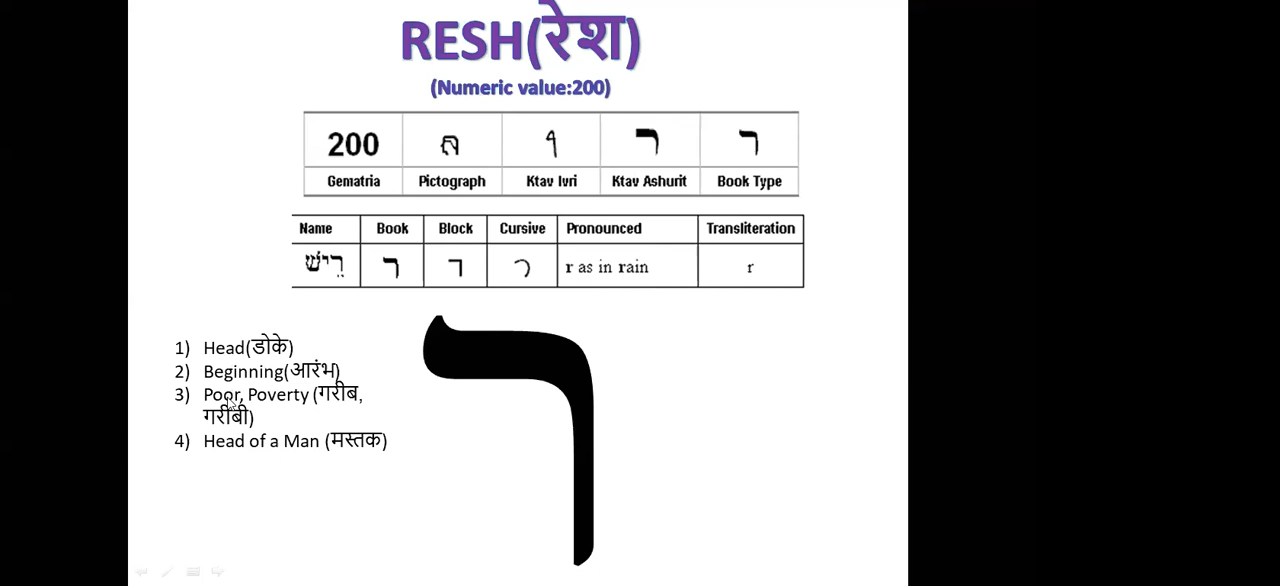 RESH(रेश)
(Numeric value:200)
200 ר ר
Gematria Pictograph Ktav Ivri Ktav Ashurit Book Type
Name Book Block Cursive Pronounced Transliteration
רֵישׁ ר ר ר r as in rain r
1) Head(डोके)
2) Beginning(आरंभ)
3) Poor, Poverty (गरीब,
गरीबी)
4) Head of a Man (मस्तक)
ר